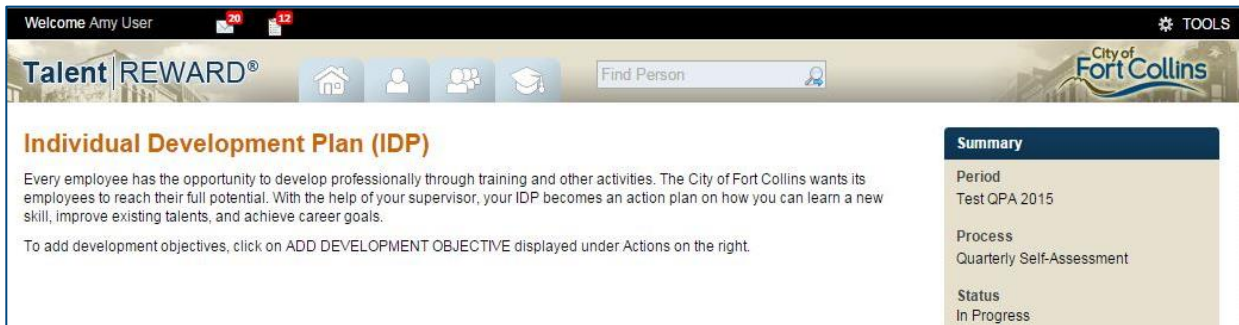 Welcome Amy User 20 12 TOOLS
Talent|REWARD® Find Person City of
Fort Collins
Individual Development Plan (IDP)
Every employee has the opportunity to develop professionally through training and other activities. The City of Fort Collins wants its
employees to reach their full potential. With the help of your supervisor, your IDP becomes an action plan on how you can learn a new
skill, improve existing talents, and achieve career goals.
To add development objectives, click on ADD DEVELOPMENT OBJECTIVE displayed under Actions on the right.
Summary
Period
Test QPA 2015
Process
Quarterly Self-Assessment
Status
In Progress